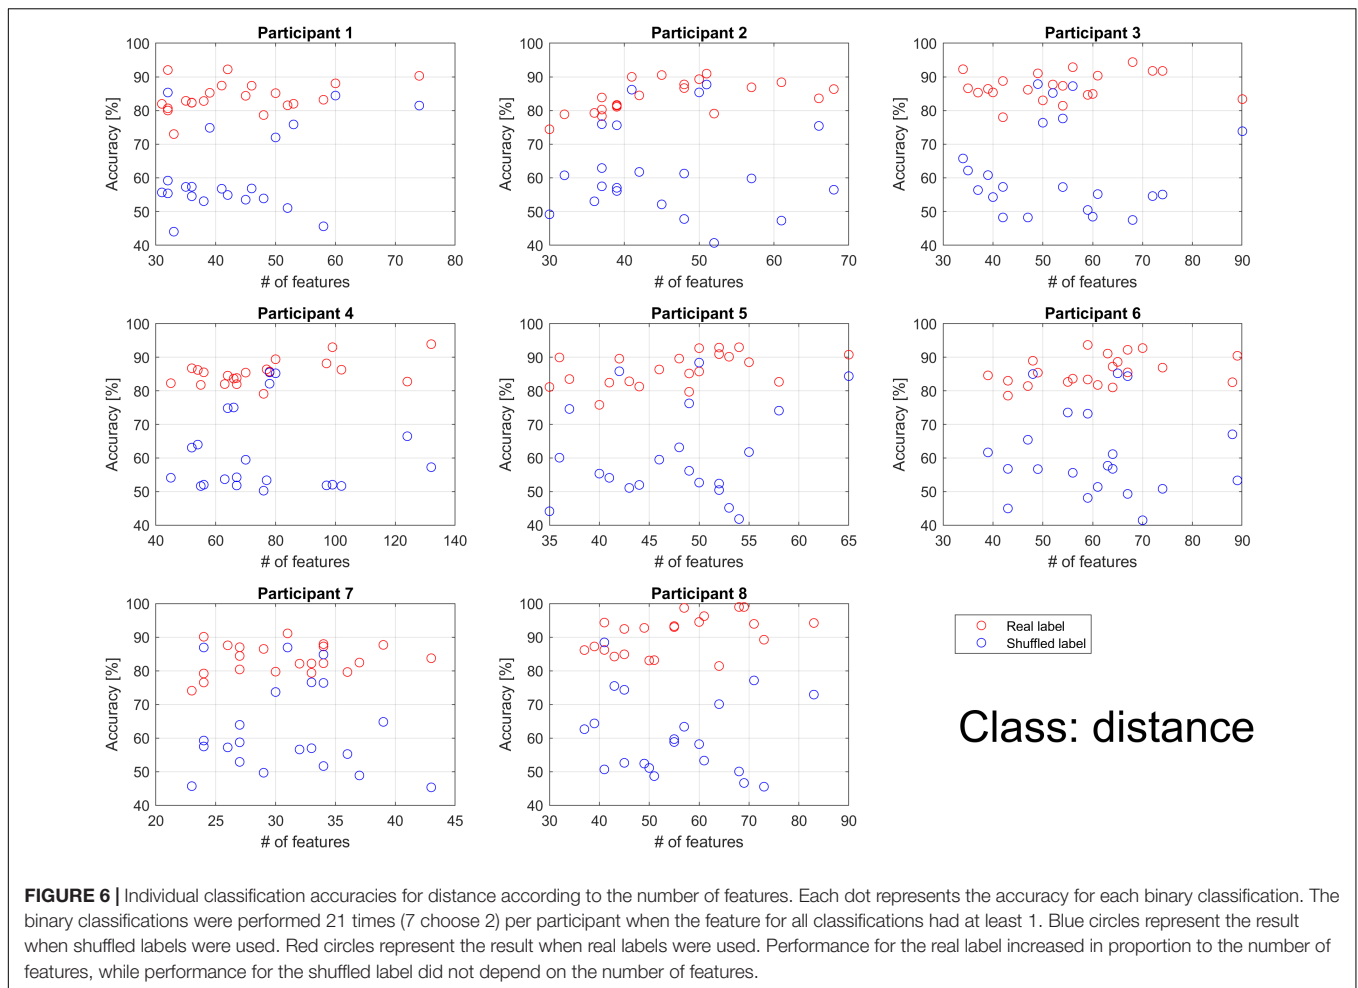 Participant 1
Accuracy [%]
100
90
80
70
60
50
40
30 40 50 60 70 80
# of features
Participant 2
Accuracy [%]
100
90
80
70
60
50
40
30 40 50 60 70
# of features
Participant 3
Accuracy [%]
100
90
80
70
60
50
40
30 40 50 60 70 80 90
# of features
Participant 4
Accuracy [%]
100
90
80
70
60
50
40
40 60 80 100 120 140
# of features
Participant 5
Accuracy [%]
100
90
80
70
60
50
40
35 40 45 50 55 60 65
# of features
Participant 6
Accuracy [%]
100
90
80
70
60
50
40
30 40 50 60 70 80 90
# of features
Participant 7
Accuracy [%]
100
90
80
70
60
50
40
20 25 30 35 40 45
# of features
Participant 8
Accuracy [%]
100
90
80
70
60
50
40
30 40 50 60 70 80 90
# of features
Real label
Shuffled label
Class: distance
FIGURE 6 | Individual classification accuracies for distance according to the number of features. Each dot represents the accuracy for each binary classification. The
binary classifications were performed 21 times (7 choose 2) per participant when the feature for all classifications had at least 1. Blue circles represent the result
when shuffled labels were used. Red circles represent the result when real labels were used. Performance for the real label increased in proportion to the number of
features, while performance for the shuffled label did not depend on the number of features.